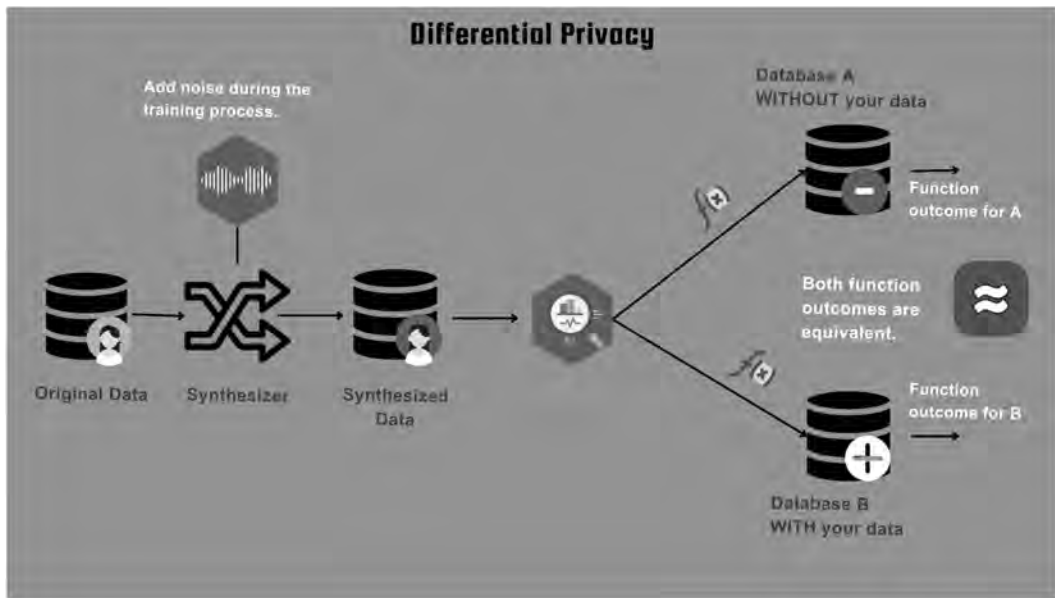 Differential Privacy
Add noise during the
training process.
Database A
WITHOUT your data
f(x)
Function
outcome for A
Both function
outcomes are
equivalent.
≈
Original Data
Synthesizer
Synthesized
Data
f(x)
Function
outcome for B
Database B
WITH your data